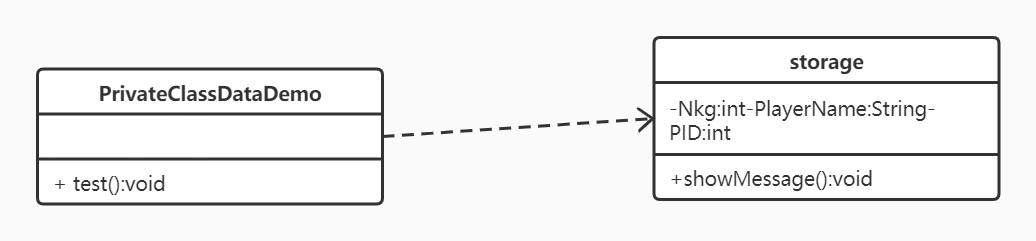 PrivateClassDataDemo
+ test():void
storage
-Nkg:int-PlayerName:String-
PID:int
+showMessage():void